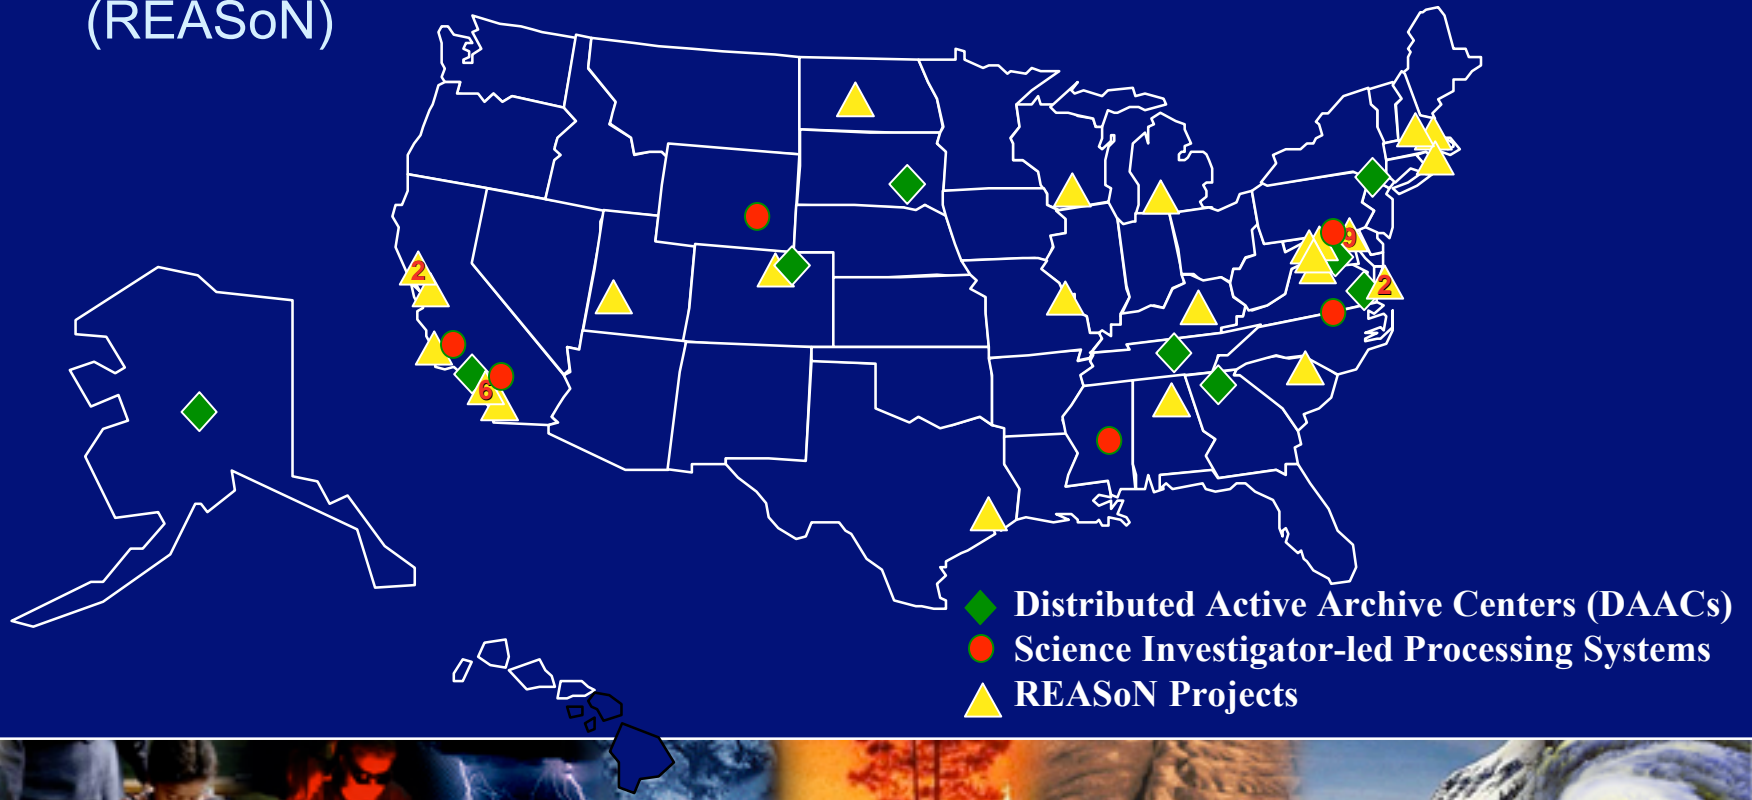 (REASoN)
2
9
2
6
Distributed Active Archive Centers (DAACs)
Science Investigator-led Processing Systems
REASoN Projects